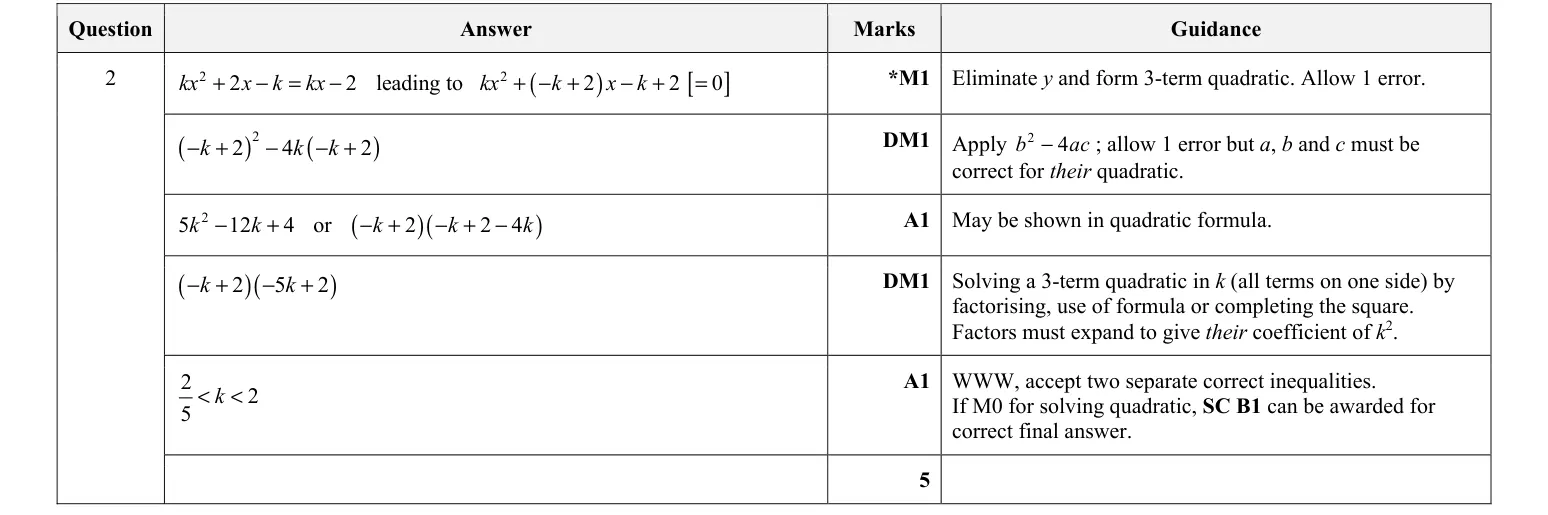 Question Answer Marks Guidance
2 kx² + 2x − k = kx − 2 leading to kx² + (−k + 2)x − k + 2 [= 0] *M1 Eliminate y and form 3-term quadratic. Allow 1 error.
(−k + 2)² − 4k(−k + 2) DM1 Apply b² − 4ac ; allow 1 error but a, b and c must be
correct for their quadratic.
5k² − 12k + 4 or (−k + 2)(−k + 2 − 4k) A1 May be shown in quadratic formula.
(−k + 2)(−5k + 2) DM1 Solving a 3-term quadratic in k (all terms on one side) by
factorising, use of formula or completing the square.
Factors must expand to give their coefficient of k².
2/5 < k < 2 A1 WWW, accept two separate correct inequalities.
If M0 for solving quadratic, SC B1 can be awarded for
correct final answer.
5